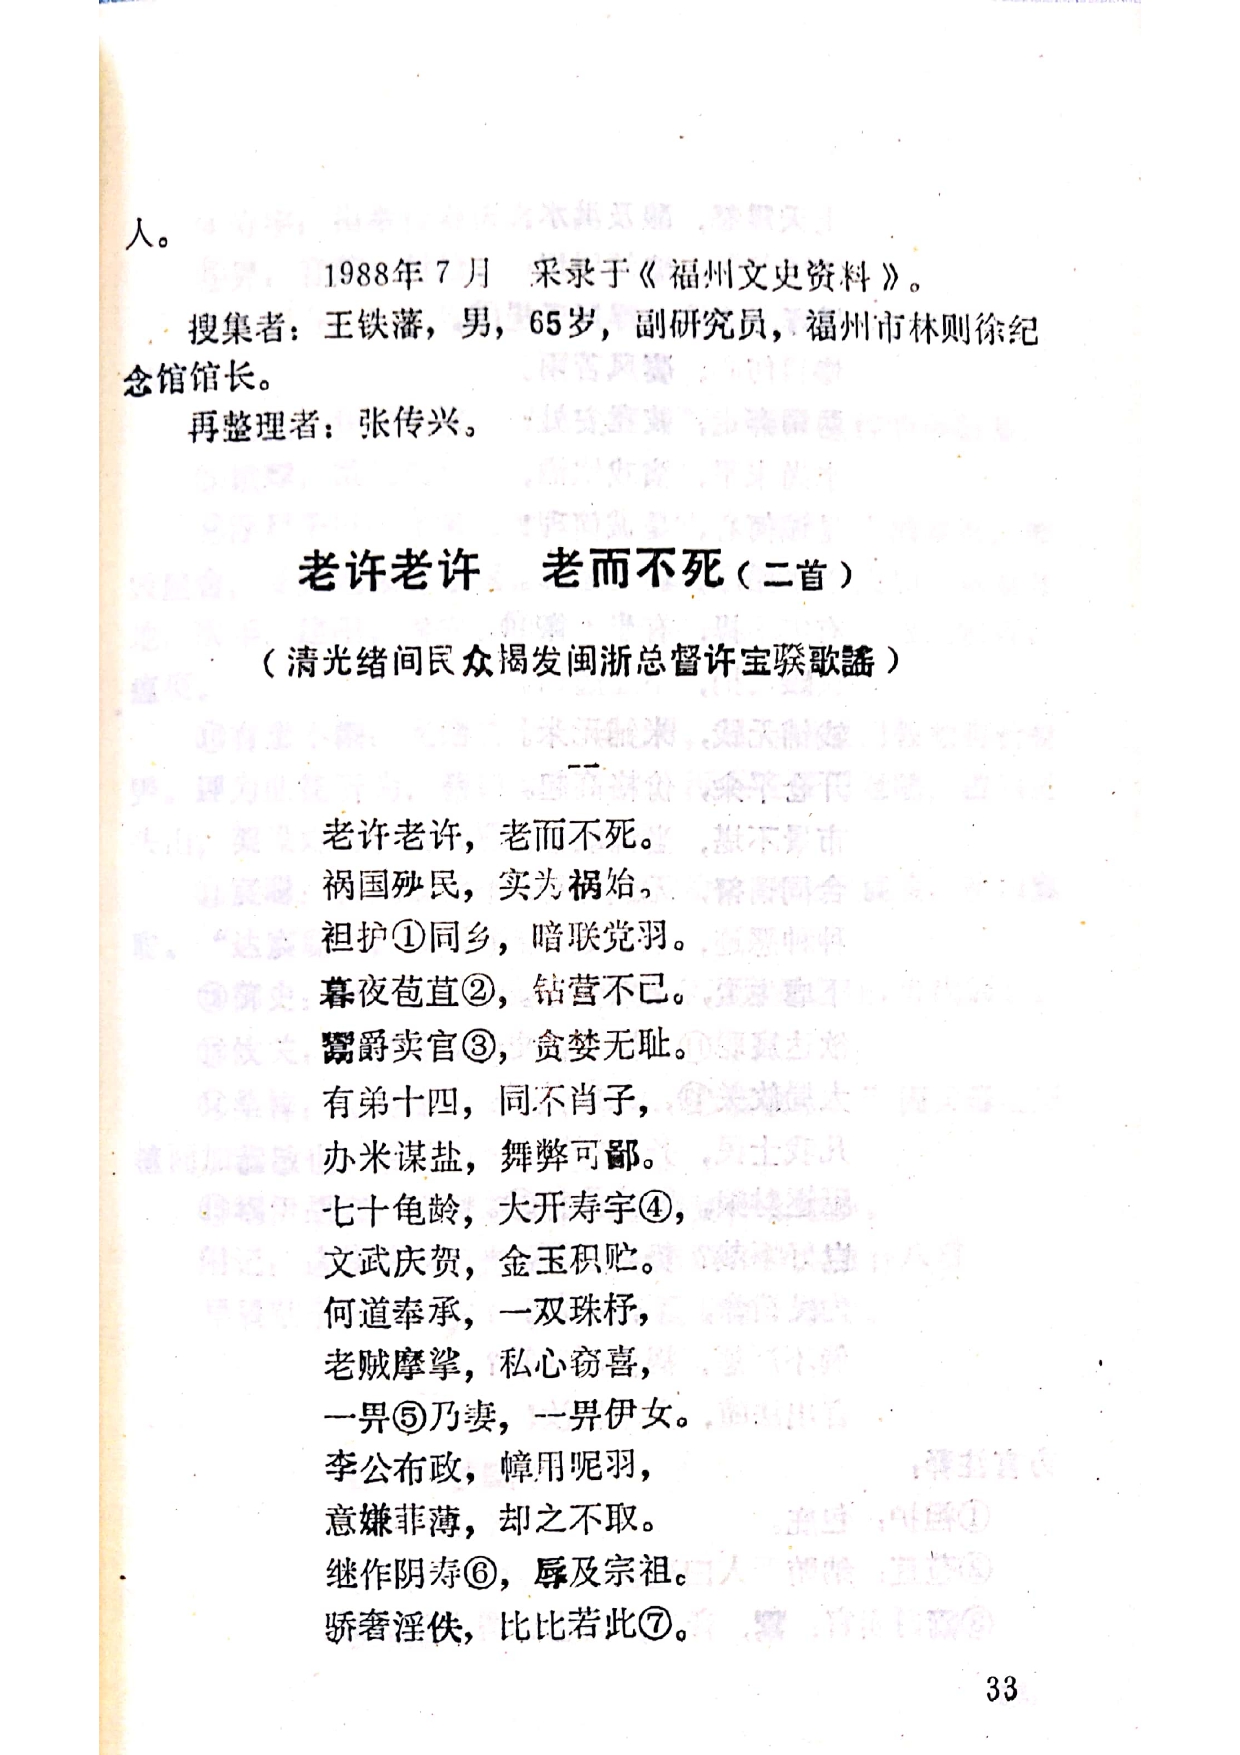 人。
1988年7月　采录于《福州文史资料》。
搜集者：王铁藩，男，65岁，副研究员，福州市林则徐纪
念馆馆长。
再整理者：张传兴。
老许老许　老而不死（二首）
（清光绪间民众揭发闽浙总督许宝骙歌謡）
一
老许老许，老而不死。
祸国殃民，实为祸始。
袒护①同乡，暗联党羽。
暮夜苞苴②，钻营不已。
鬻爵卖官③，贪婪无耻。
有弟十四，同不肖子，
办米谋盐，舞弊可鄙。
七十龟龄，大开寿宇④，
文武庆贺，金玉积贮。
何道奉承，一双珠杼，
老贼摩挲，私心窃喜，
一畀⑤乃妻，一畀伊女。
李公布政，幛用呢羽，
意嫌菲薄，却之不取。
继作阴寿⑥，辱及宗祖。
骄奢淫佚，比比若此⑦。
33